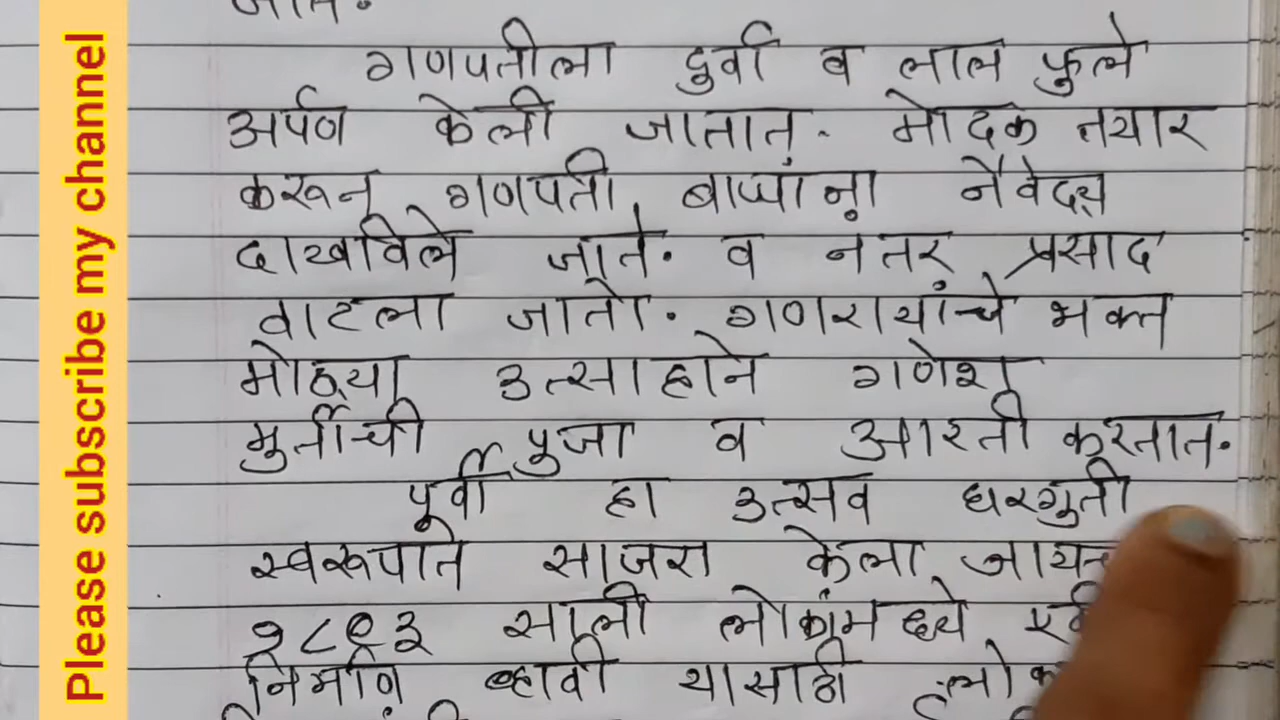 Please subscribe my channel
गणपतीला दुर्वा व लाल फुले
अर्पण केली जातात. मोदक तयार
करून गणपती बाप्पांना नैवेद्य
दाखविले जाते. व नंतर प्रसाद
वाटला जातो. गणरायांचे भक्त
मोठ्या उत्साहाने गणेश
मुर्तीची पुजा व आरती करतात.
पूर्वी हा उत्सव घरगुती
स्वरूपाते साजरा केला
१८९३ साली लोकांमध्ये
निर्माण व्हावी यासाठी